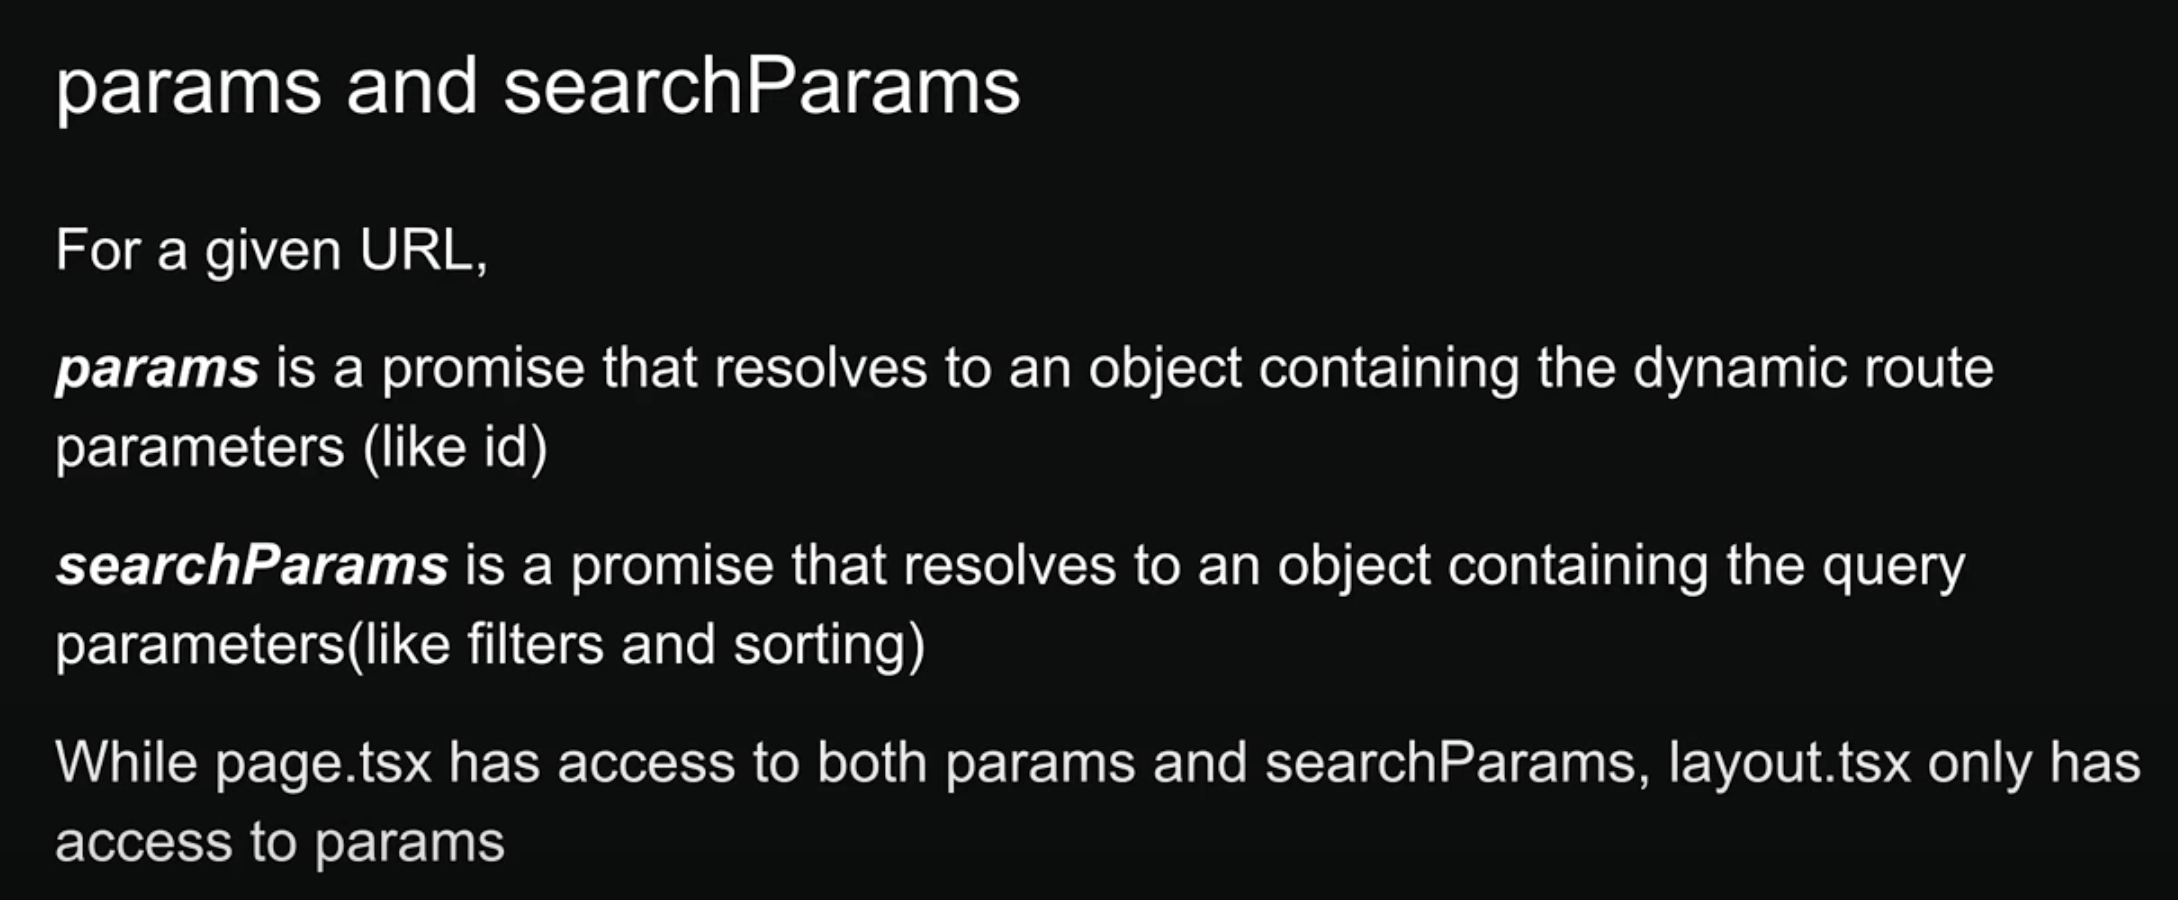 params and searchParams
For a given URL,
params is a promise that resolves to an object containing the dynamic route
parameters (like id)
searchParams is a promise that resolves to an object containing the query
parameters(like filters and sorting)
While page.tsx has access to both params and searchParams, layout.tsx only has
access to params